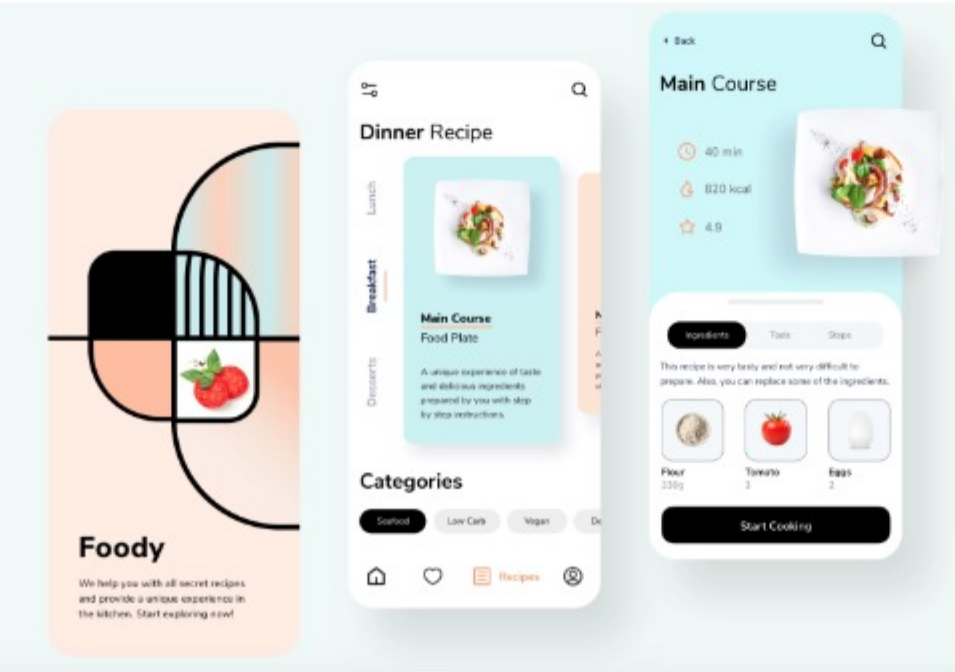 Foody
We help you with all secret recipes
and provide a unique experience in
the kitchen. Start exploring now!
Dinner Recipe
Lunch
Breakfast
Desserts
Main Course
Food Plate
A unique experience of taste
and delicious ingredients
prepared by you with step
by step instructions.
Categories
Seafood
Low Carb
Vegan
De
Recipes
Back
Main Course
40 min
820 kcal
4.9
Ingredients
Tools
Steps
This recipe is very tasty and not very difficult to
prepare. Also, you can replace some of the ingredients.
Flour
Tomato
Eggs
3
2
Start Cooking